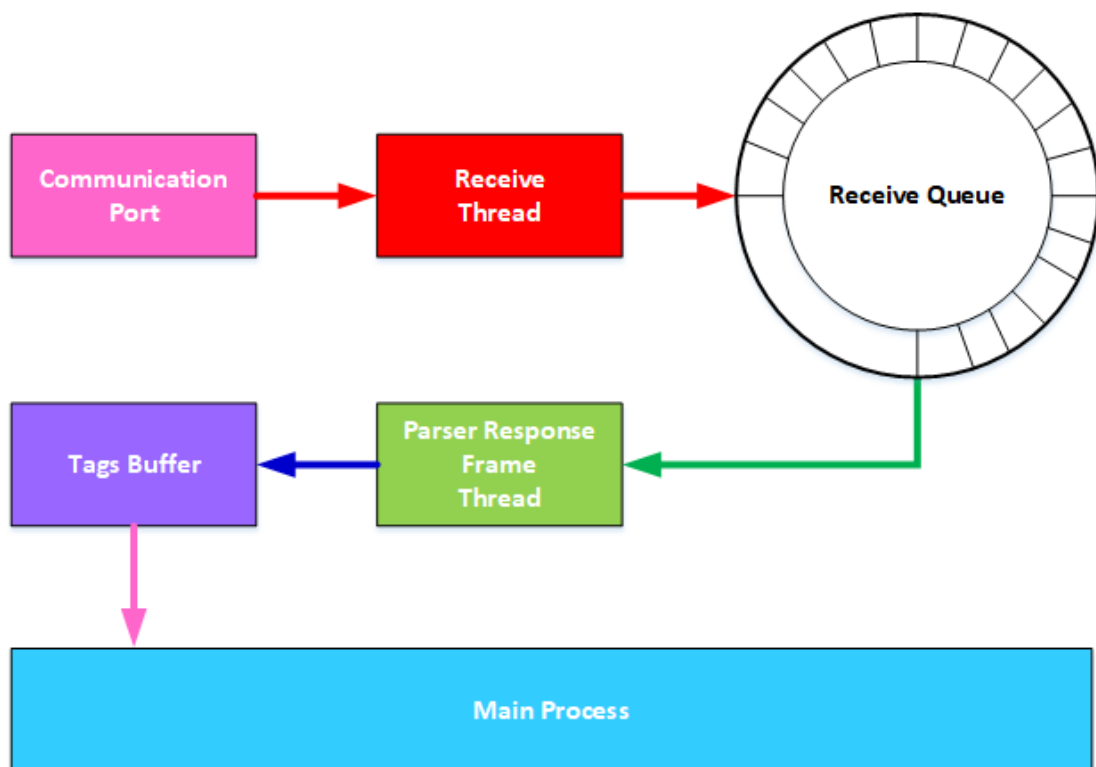 Communication
Port
Receive
Thread
Receive Queue
Tags Buffer
Parser Response
Frame
Thread
Main Process